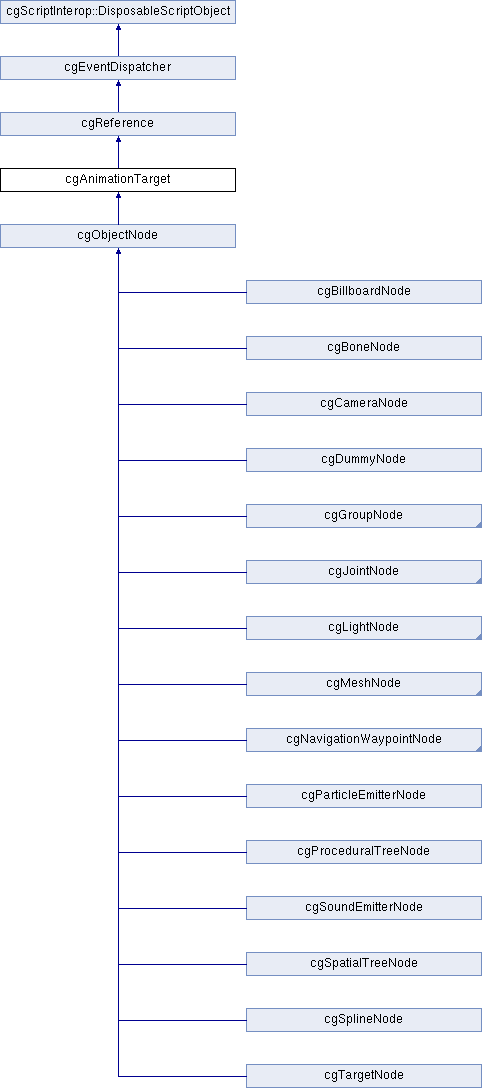 cgScriptInterop::DisposableScriptObject
cgEventDispatcher
cgReference
cgAnimationTarget
cgObjectNode
cgBillboardNode
cgBoneNode
cgCameraNode
cgDummyNode
cgGroupNode
cgJointNode
cgLightNode
cgMeshNode
cgNavigationWaypointNode
cgParticleEmitterNode
cgProceduralTreeNode
cgSoundEmitterNode
cgSpatialTreeNode
cgSplineNode
cgTargetNode